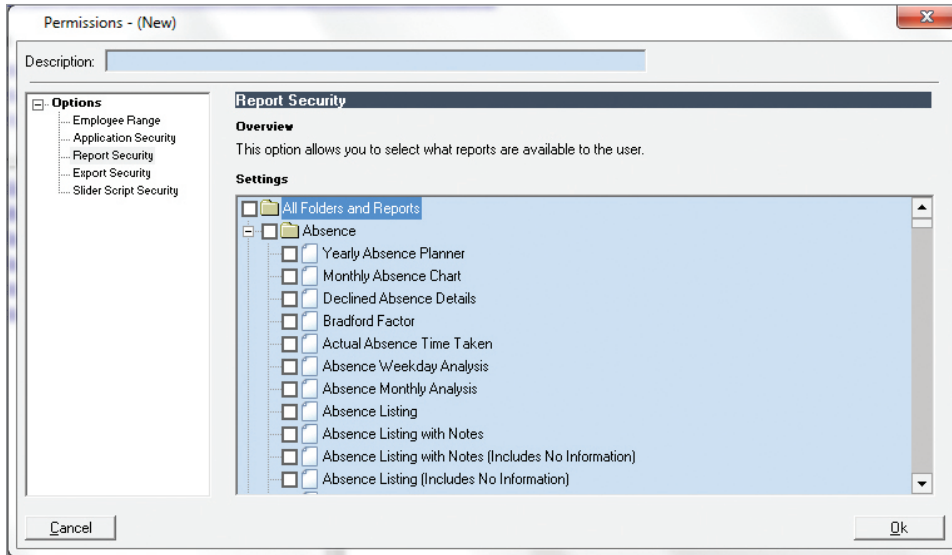 Permissions - (New)
Description:
Options
Employee Range
Application Security
Report Security
Export Security
Slider Script Security
Report Security
Overview
This option allows you to select what reports are available to the user.
Settings
All Folders and Reports
Absence
Yearly Absence Planner
Monthly Absence Chart
Declined Absence Details
Bradford Factor
Actual Absence Time Taken
Absence Weekday Analysis
Absence Monthly Analysis
Absence Listing
Absence Listing with Notes
Absence Listing with Notes (Includes No Information)
Absence Listing (Includes No Information)
Cancel
Ok